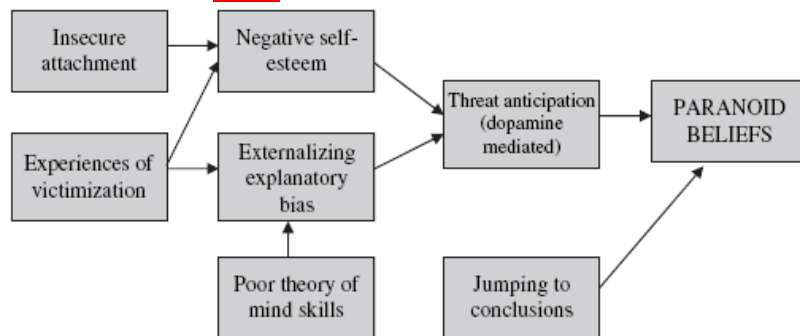 Insecure
attachment
Negative self-
esteem
Threat anticipation
(dopamine
mediated)
PARANOID
BELIEFS
Experiences of
victimization
Externalizing
explanatory
bias
Poor theory of
mind skills
Jumping to
conclusions